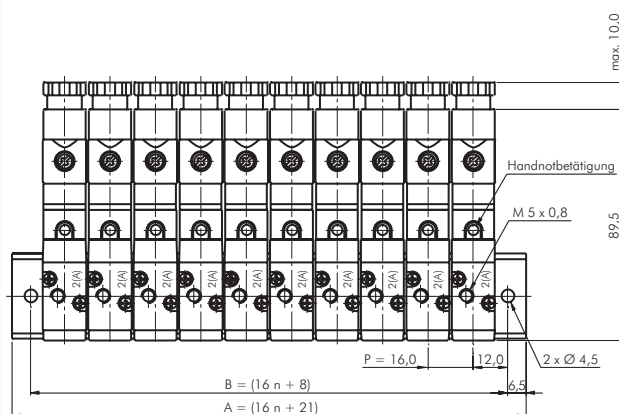 max. 10,0
Handnotbetätigung
M 5 x 0,8
89,5
2(A) 2(A) 2(A) 2(A) 2(A) 2(A) 2(A) 2(A) 2(A) 2(A)
P = 16,0
12,0
2 x Ø 4,5
B = (16 n + 8)
6,5
A = (16 n + 21)